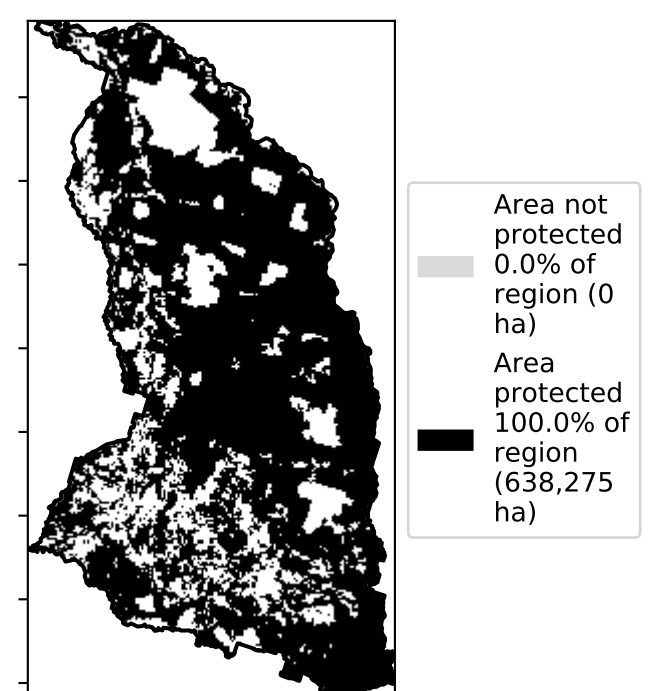 Area not
protected
0.0% of
region (0
ha)
Area
protected
100.0% of
region
(638,275
ha)